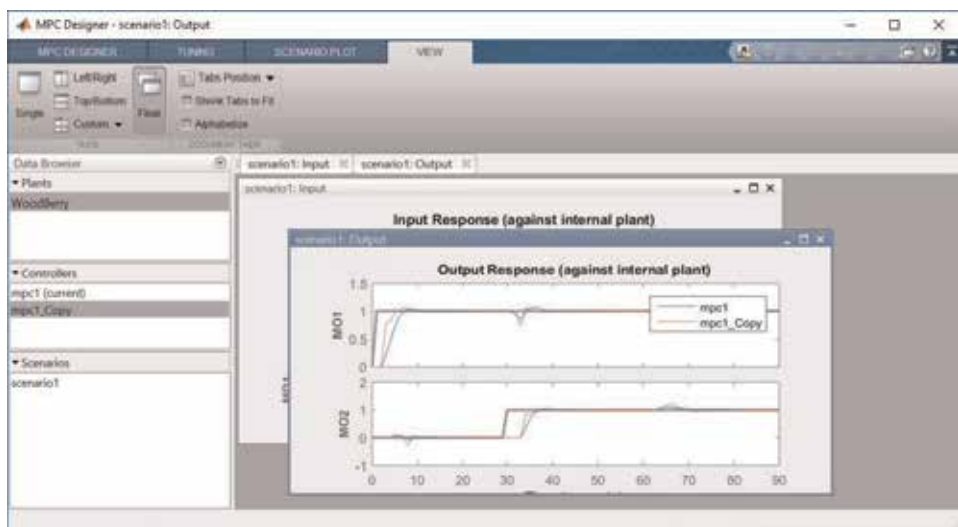 MPC Designer - scenario1: Output
MPC DESIGNER TUNING SCENARIO PLOT VIEW
Single
Left/Right
Top/Bottom
Custom
Float
Tabs Position
Shrink Tabs to Fit
Alphabetize
Data Browser
Plants
WoodBerry
Controllers
mpc1 (current)
mpc1_Copy
Scenarios
scenario1
scenario1: Input scenario1: Output
scenario1: Input
Input Response (against internal plant)
scenario1: Output
Output Response (against internal plant)
1.5
1
0.5
0
MO1
mpc1
mpc1_Copy
2
1
0
-1
MO2
0 10 20 30 40 50 60 70 80 90